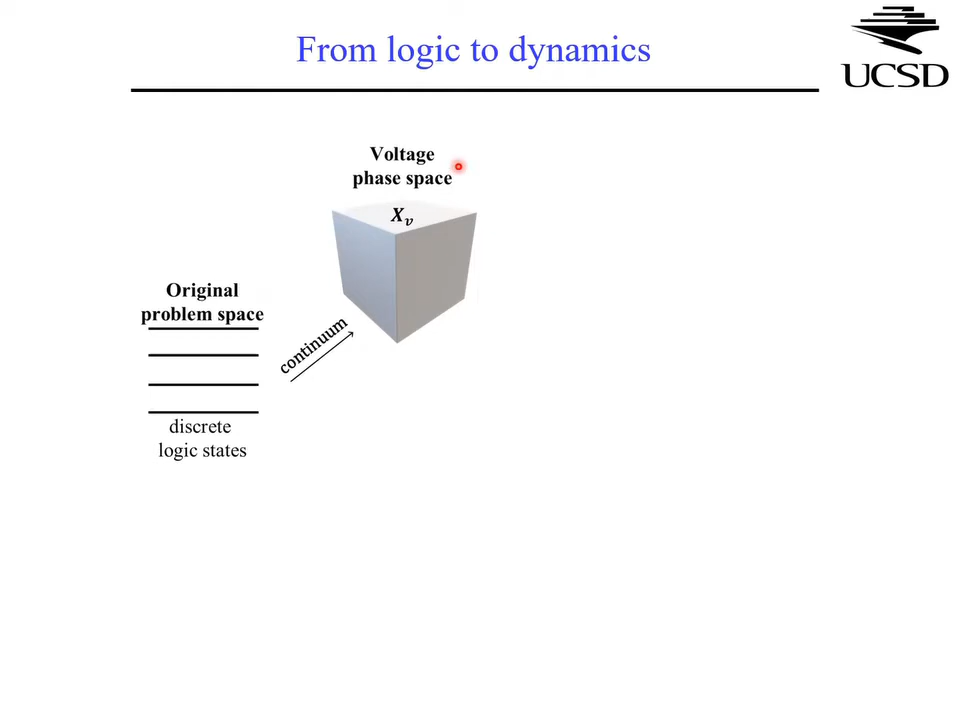 From logic to dynamics
UCSD
Voltage
phase space
X_v
Original
problem space
continuum
discrete
logic states